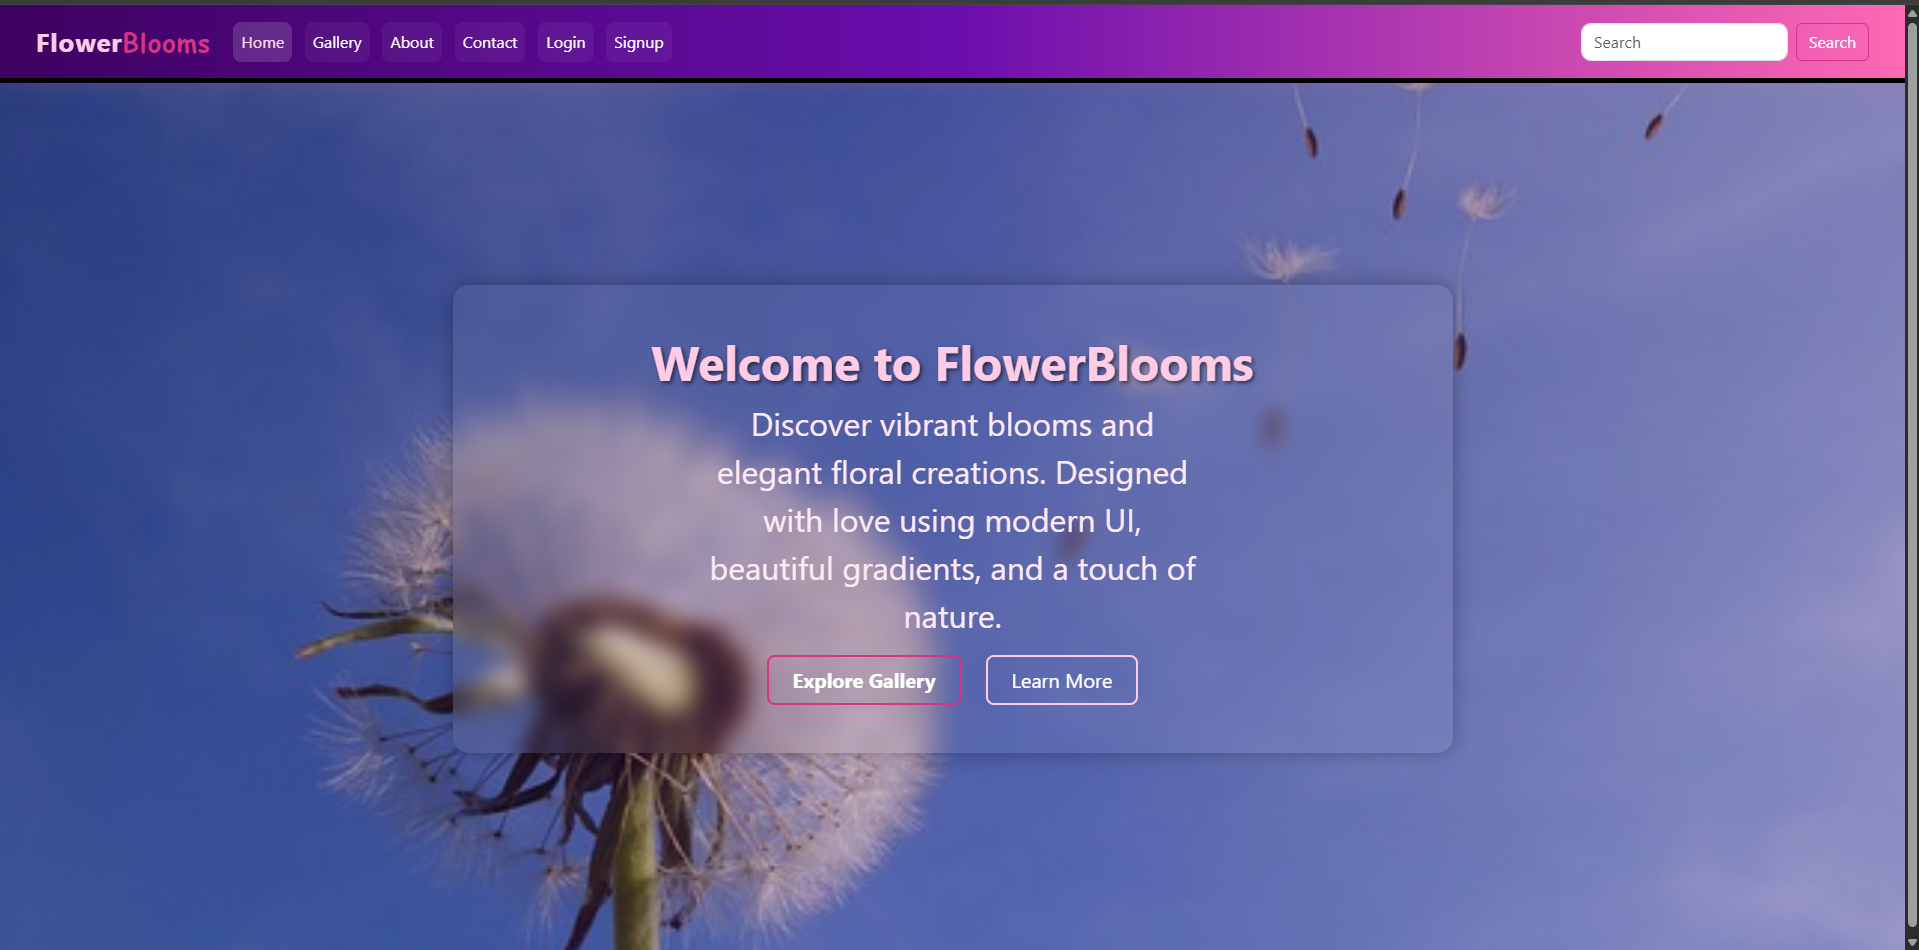 FlowerBlooms Home Gallery About Contact Login Signup Search Search
Welcome to FlowerBlooms
Discover vibrant blooms and
elegant floral creations. Designed
with love using modern UI,
beautiful gradients, and a touch of
nature.
Explore Gallery Learn More